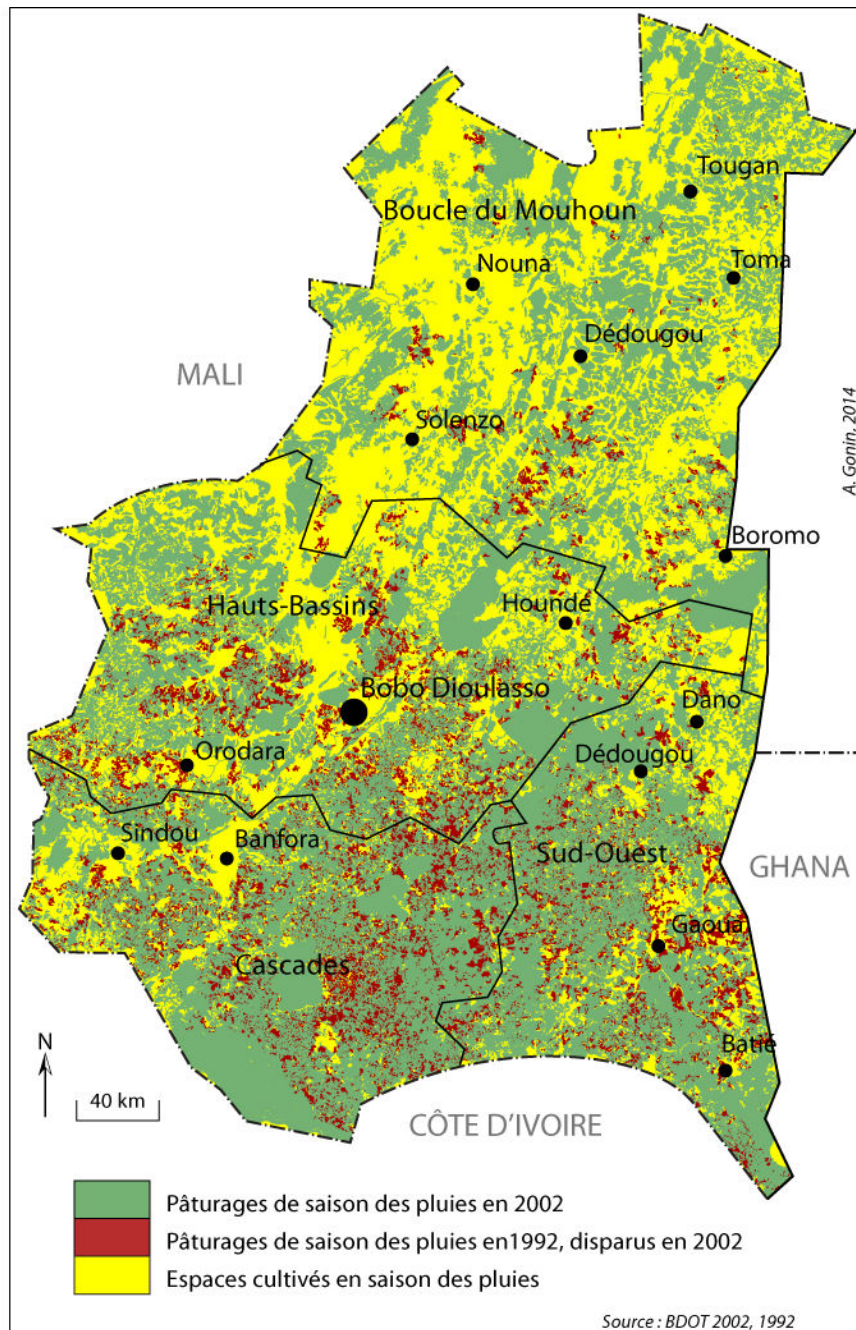 Tougan
Boucle du Mouhoun
Nouna
Toma
Dédougou
MALI
A. Gonin, 2014
Solenzo
Boromo
Hauts-Bassins
Houndé
Bobo Dioulasso
Dano
Orodara
Dédougou
Sindou
Banfora
Sud-Ouest
GHANA
Gaoua
Cascades
Batié
N
40 km
CÔTE D'IVOIRE
Pâturages de saison des pluies en 2002
Pâturages de saison des pluies en1992, disparus en 2002
Espaces cultivés en saison des pluies
Source : BDOT 2002, 1992